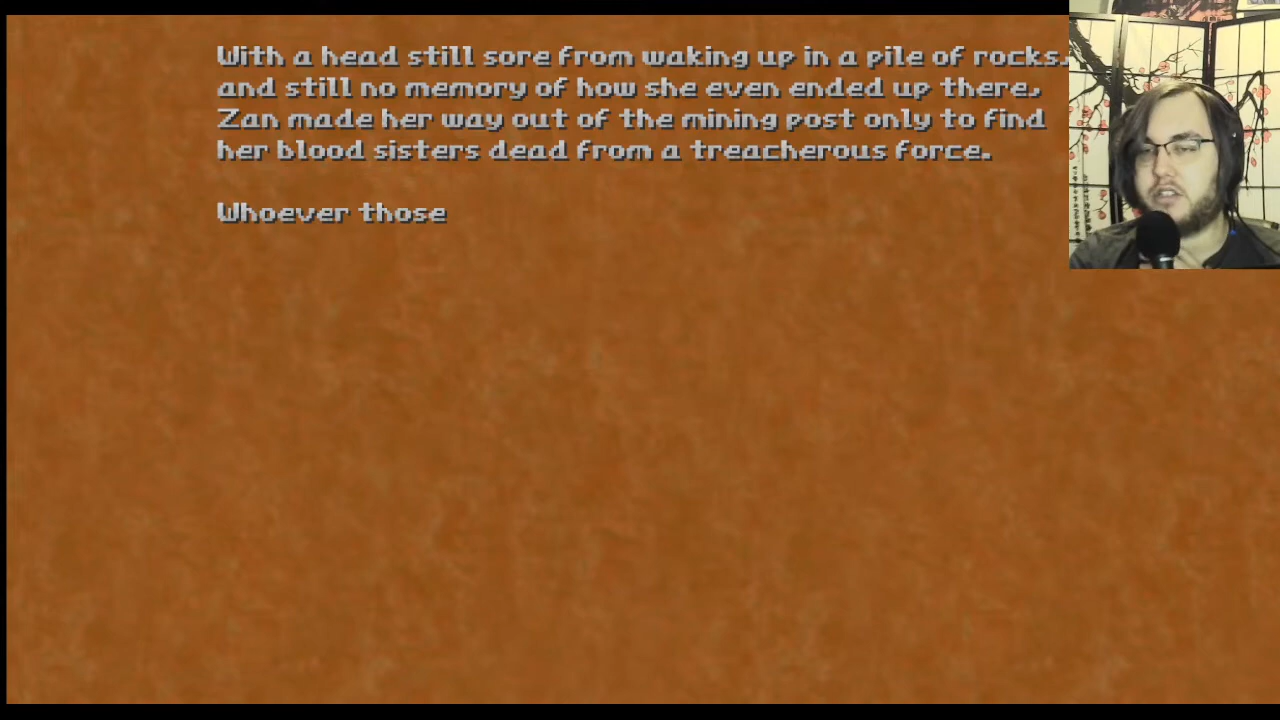 With a head still sore from waking up in a pile of rocks,
and still no memory of how she even ended up there,
Zan made her way out of the mining post only to find
her blood sisters dead from a treacherous force.
Whoever those